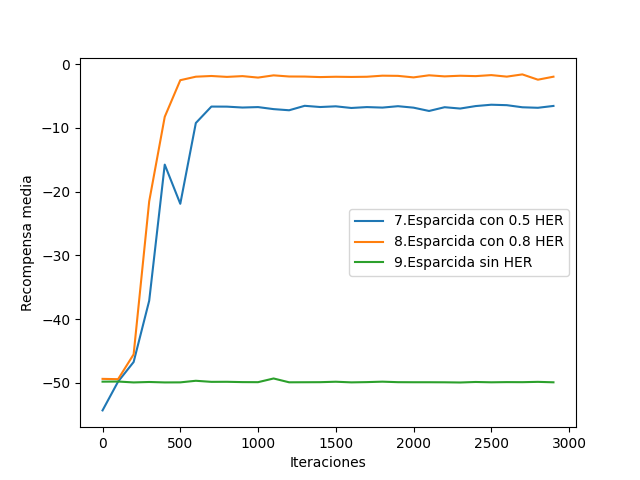 0
−10
−20
−30
−40
−50
Recompensa media
7.Esparcida con 0.5 HER
8.Esparcida con 0.8 HER
9.Esparcida sin HER
0 500 1000 1500 2000 2500 3000
Iteraciones